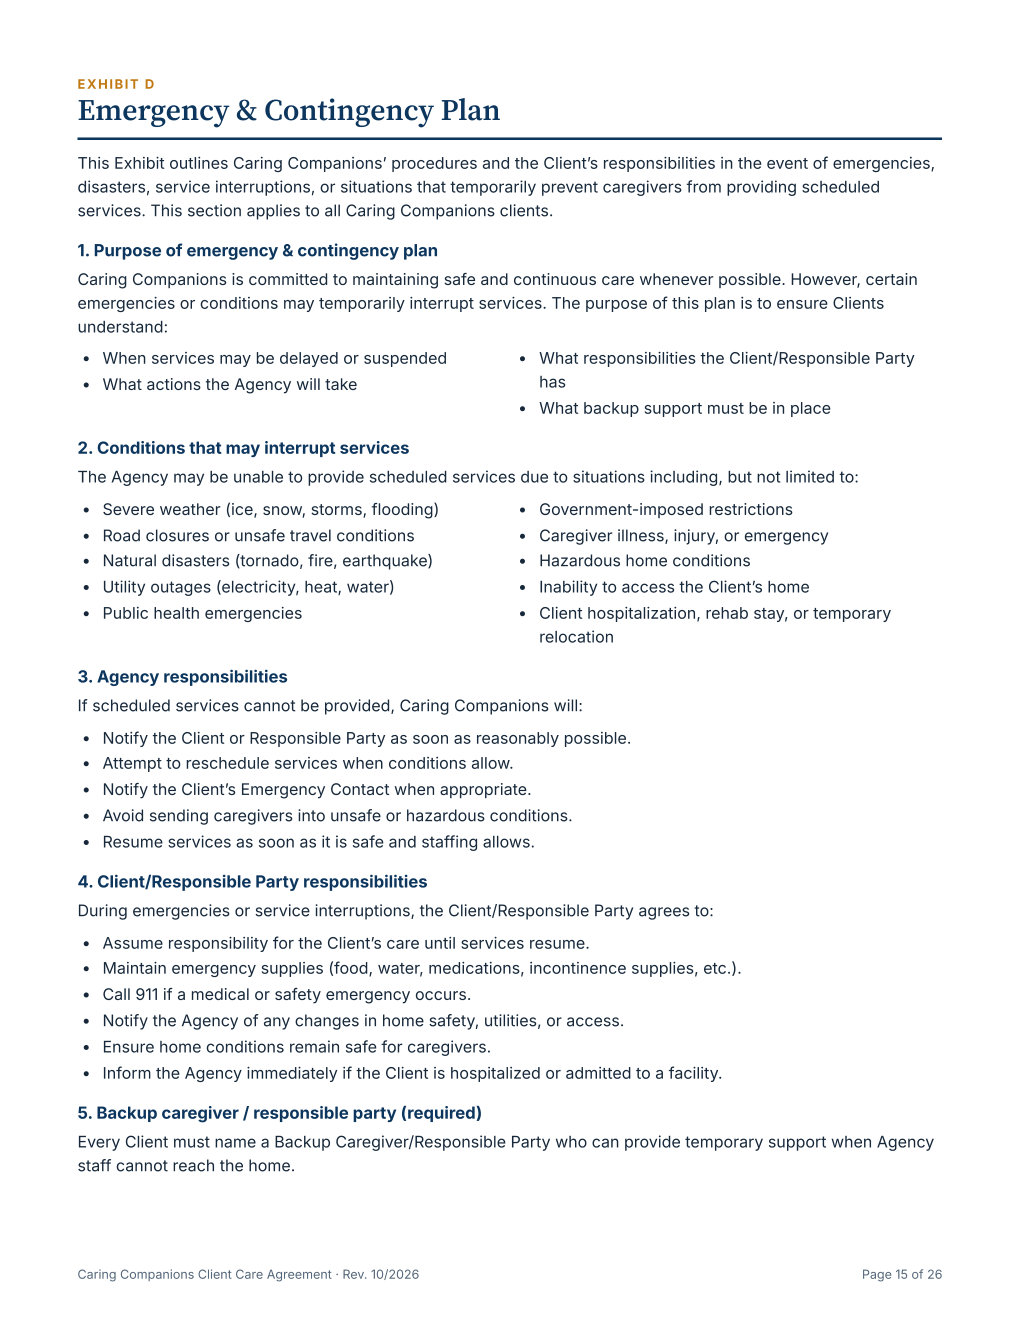 EXHIBIT D
Emergency & Contingency Plan
This Exhibit outlines Caring Companions’ procedures and the Client’s responsibilities in the event of emergencies,
disasters, service interruptions, or situations that temporarily prevent caregivers from providing scheduled
services. This section applies to all Caring Companions clients.
1. Purpose of emergency & contingency plan
Caring Companions is committed to maintaining safe and continuous care whenever possible. However, certain
emergencies or conditions may temporarily interrupt services. The purpose of this plan is to ensure Clients
understand:
• When services may be delayed or suspended
• What actions the Agency will take
• What responsibilities the Client/Responsible Party
has
• What backup support must be in place
2. Conditions that may interrupt services
The Agency may be unable to provide scheduled services due to situations including, but not limited to:
• Severe weather (ice, snow, storms, flooding)
• Road closures or unsafe travel conditions
• Natural disasters (tornado, fire, earthquake)
• Utility outages (electricity, heat, water)
• Public health emergencies
• Government-imposed restrictions
• Caregiver illness, injury, or emergency
• Hazardous home conditions
• Inability to access the Client’s home
• Client hospitalization, rehab stay, or temporary
relocation
3. Agency responsibilities
If scheduled services cannot be provided, Caring Companions will:
• Notify the Client or Responsible Party as soon as reasonably possible.
• Attempt to reschedule services when conditions allow.
• Notify the Client’s Emergency Contact when appropriate.
• Avoid sending caregivers into unsafe or hazardous conditions.
• Resume services as soon as it is safe and staffing allows.
4. Client/Responsible Party responsibilities
During emergencies or service interruptions, the Client/Responsible Party agrees to:
• Assume responsibility for the Client’s care until services resume.
• Maintain emergency supplies (food, water, medications, incontinence supplies, etc.).
• Call 911 if a medical or safety emergency occurs.
• Notify the Agency of any changes in home safety, utilities, or access.
• Ensure home conditions remain safe for caregivers.
• Inform the Agency immediately if the Client is hospitalized or admitted to a facility.
5. Backup caregiver / responsible party (required)
Every Client must name a Backup Caregiver/Responsible Party who can provide temporary support when Agency
staff cannot reach the home.
Caring Companions Client Care Agreement · Rev. 10/2026
Page 15 of 26